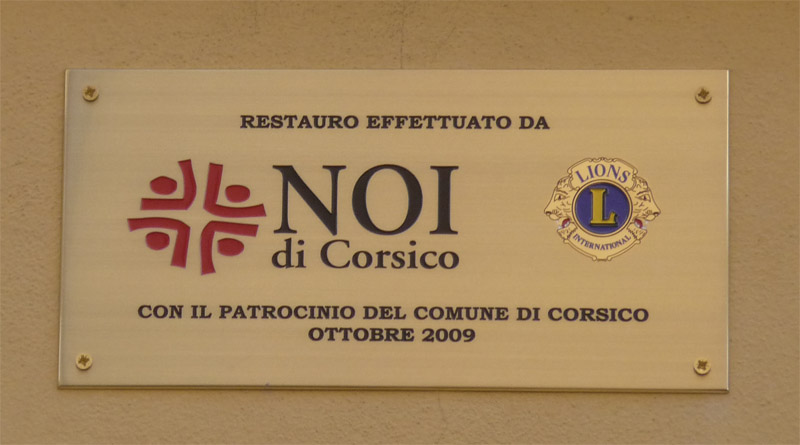 RESTAURO EFFETTUATO DA
NOI
di Corsico
LIONS
L
INTERNATIONAL
CON IL PATROCINIO DEL COMUNE DI CORSICO
OTTOBRE 2009